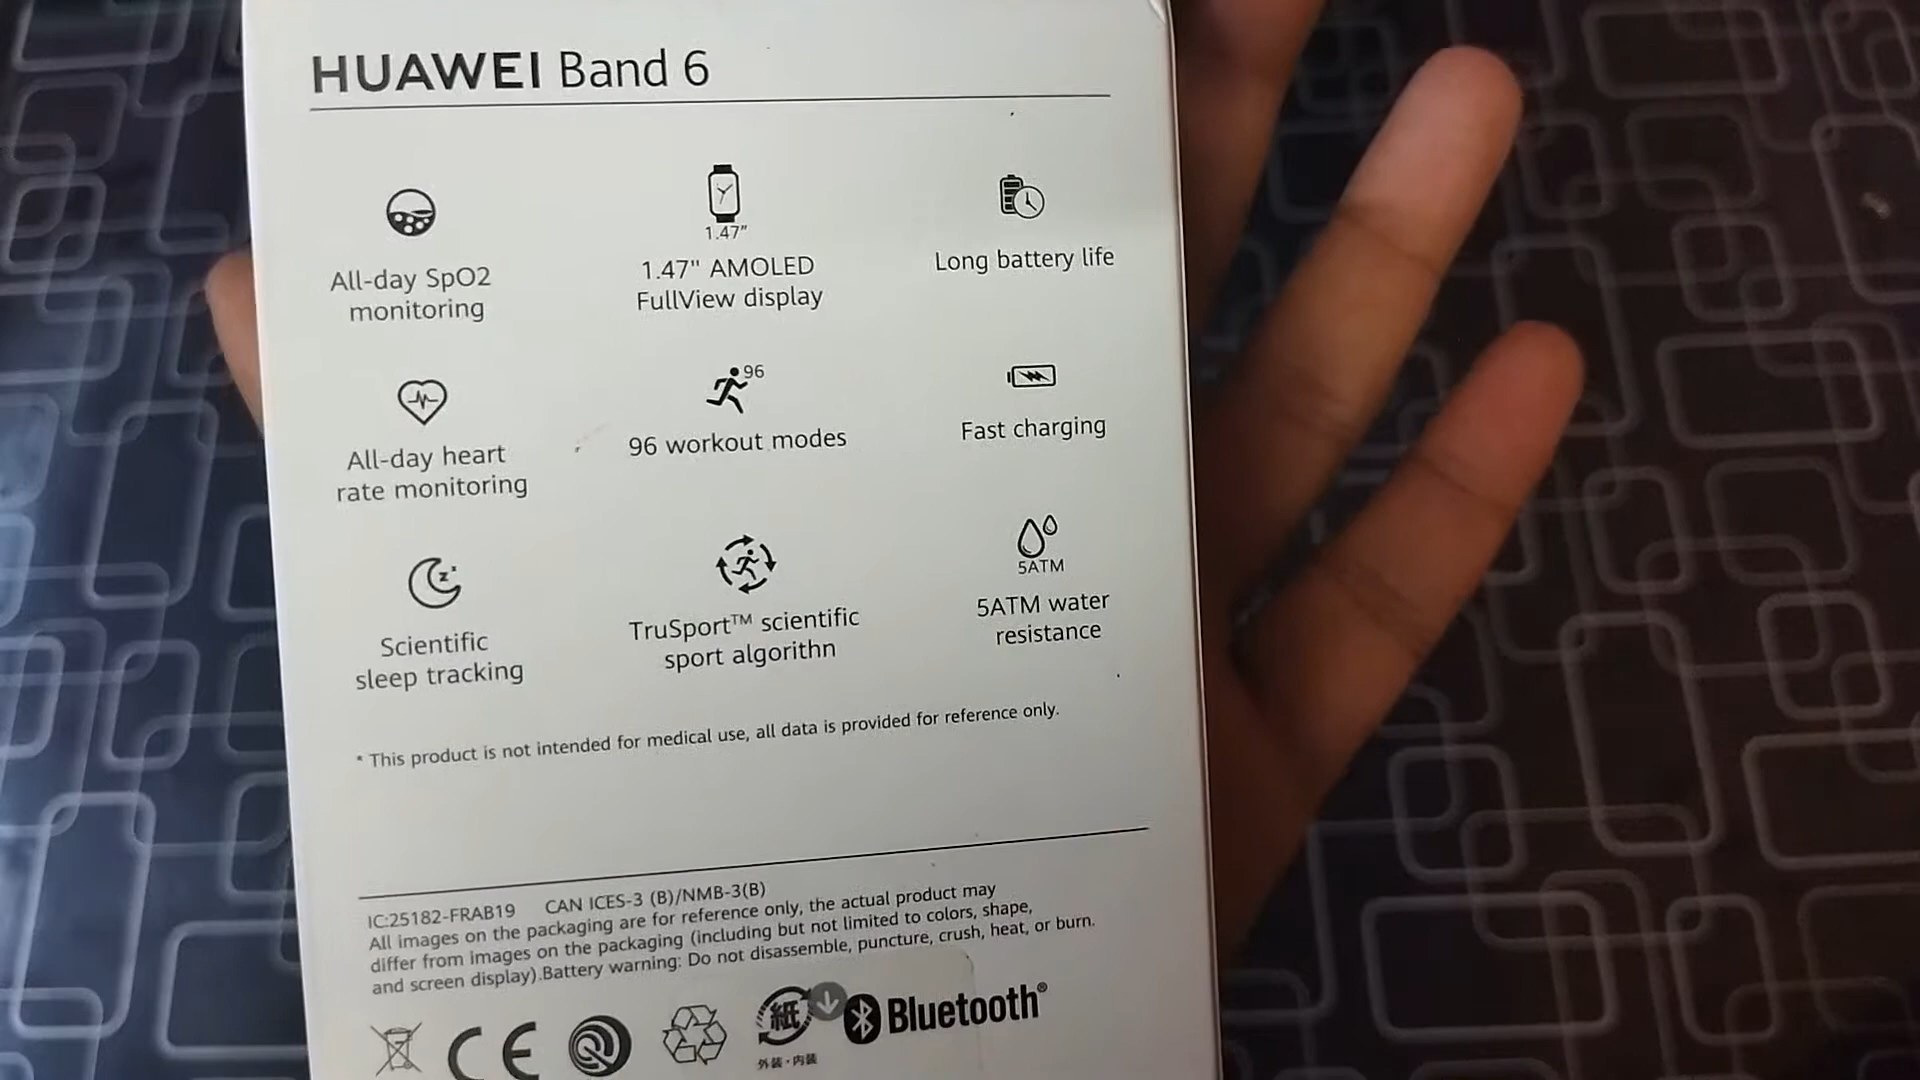 HUAWEI Band 6
1.47"
All-day SpO2
monitoring
1.47" AMOLED
FullView display
Long battery life
96
All-day heart
rate monitoring
96 workout modes
Fast charging
z
5ATM
Scientific
sleep tracking
TruSport™ scientific
sport algorithn
5ATM water
resistance
* This product is not intended for medical use, all data is provided for reference only.
IC:25182-FRAB19 CAN ICES-3 (B)/NMB-3(B)
All images on the packaging are for reference only, the actual product may
differ from images on the packaging (including but not limited to colors, shape,
and screen display).Battery warning: Do not disassemble, puncture, crush, heat, or burn.
CE 紙 Bluetooth®
外装・内装